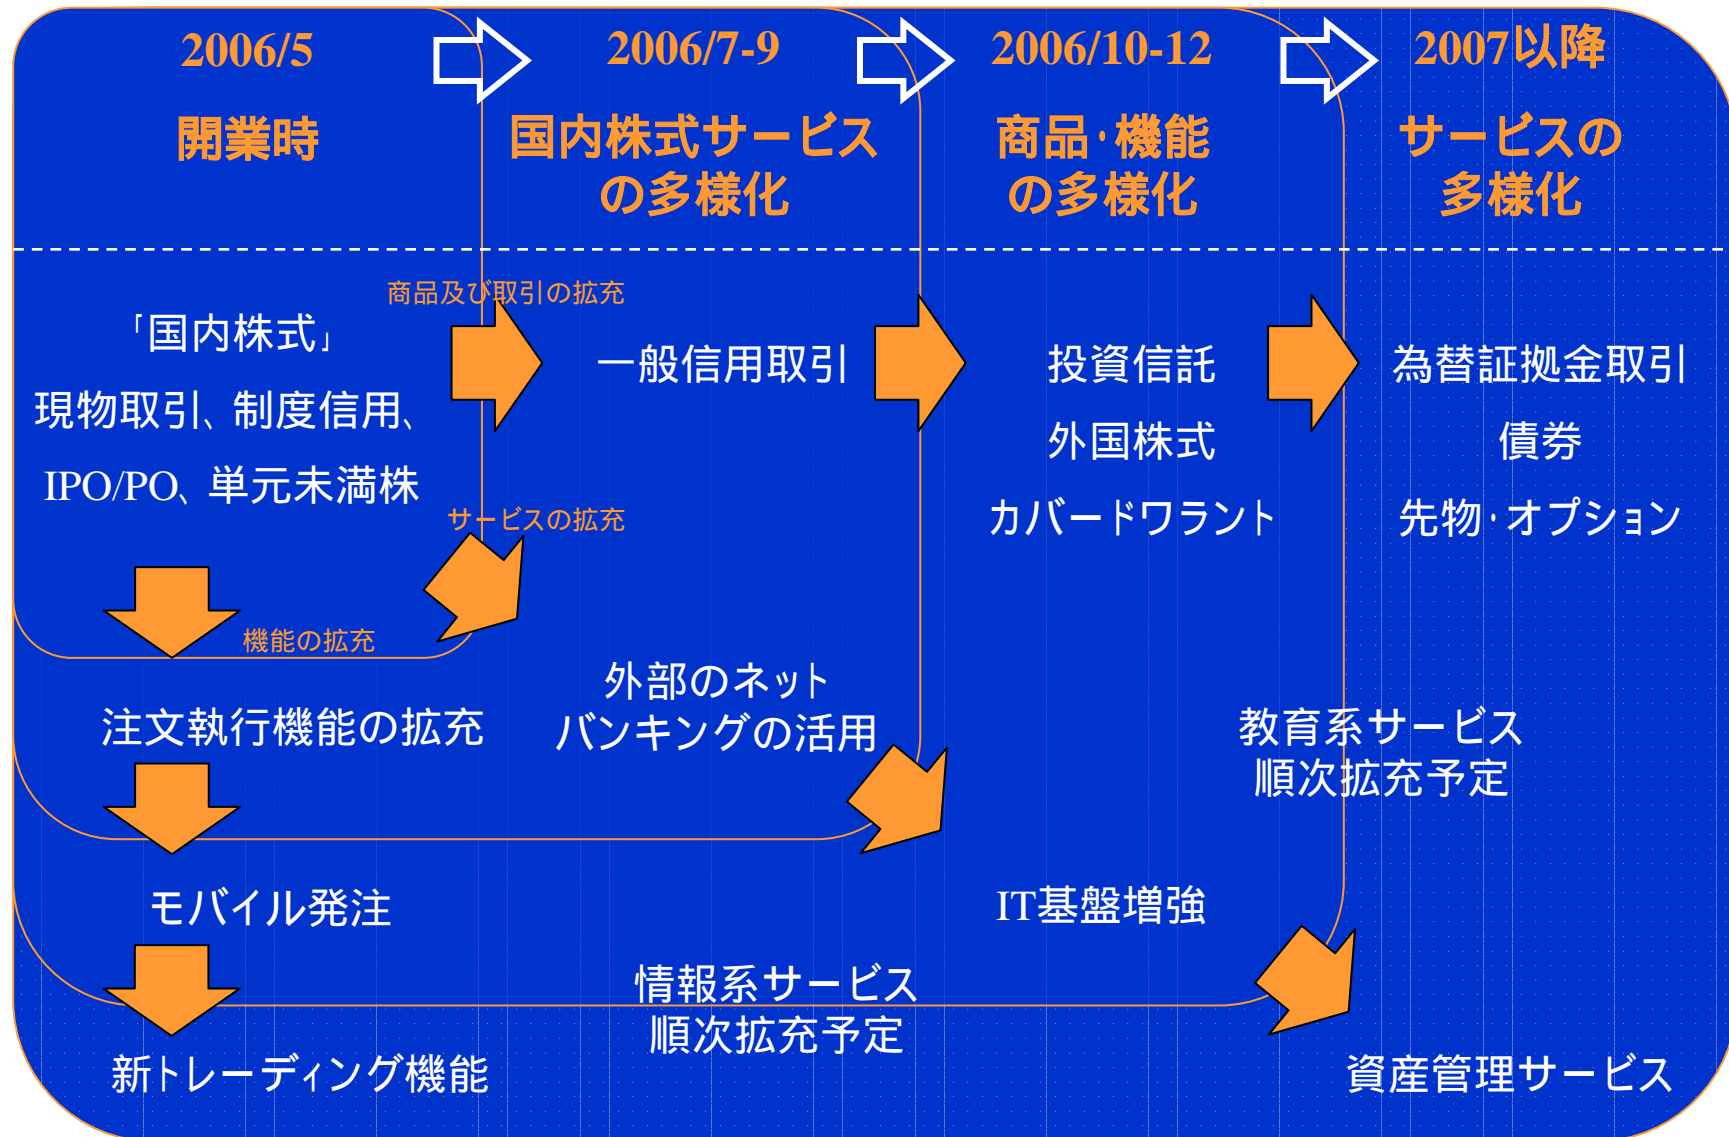 2006/5
2006/7-9
2006/10-12
2007以降
開業時
国内株式サービス
の多様化
商品・機能
の多様化
サービスの
多様化
商品及び取引の拡充
「国内株式」
現物取引、制度信用、
IPO/PO、単元未満株
一般信用取引
投資信託
外国株式
カバードワラント
為替証拠金取引
債券
先物・オプション
サービスの拡充
機能の拡充
注文執行機能の拡充
外部のネット
バンキングの活用
教育系サービス
順次拡充予定
モバイル発注
IT基盤増強
情報系サービス
順次拡充予定
新トレーディング機能
資産管理サービス